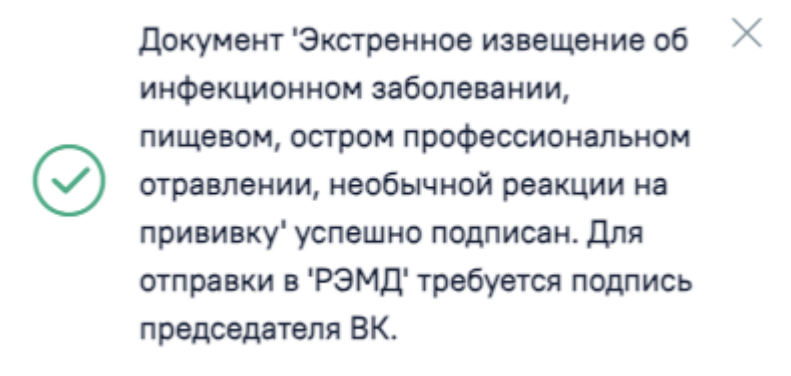 Документ 'Экстренное извещение об
инфекционном заболевании,
пищевом, остром профессиональном
отравлении, необычной реакции на
прививку' успешно подписан. Для
отправки в 'РЭМД' требуется подпись
председателя ВК.